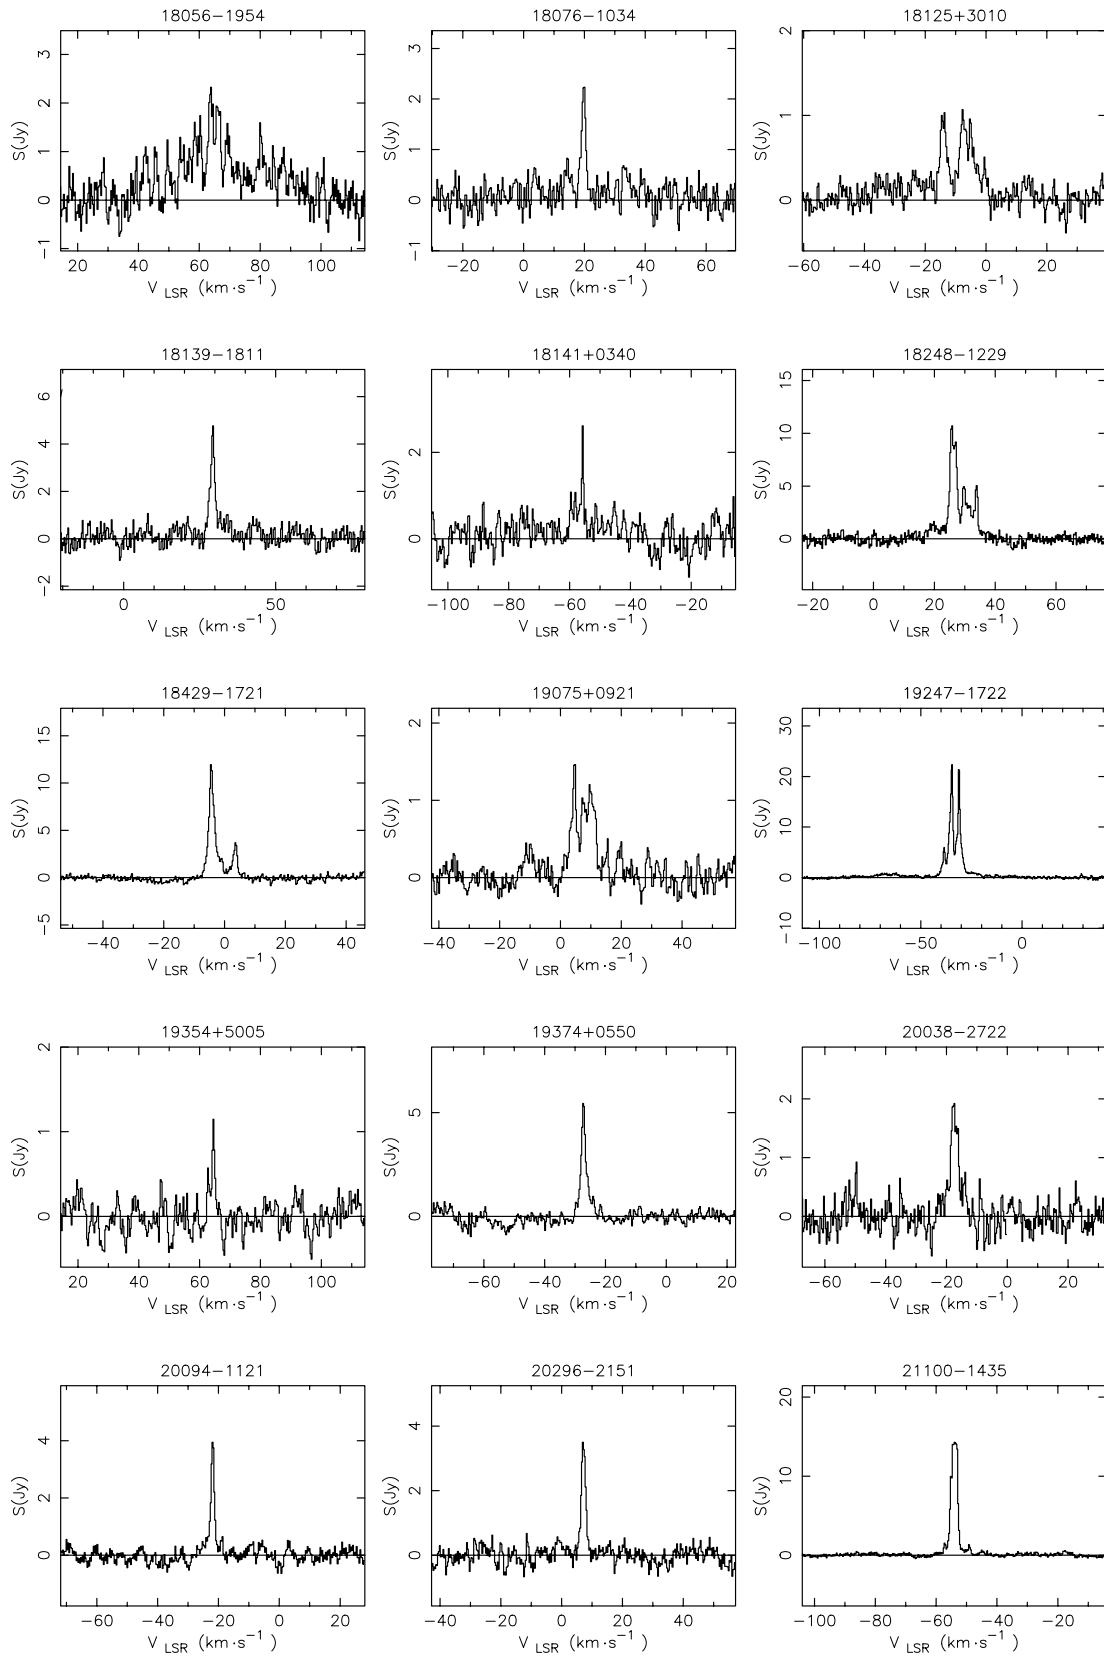 18056−1954
18076−1034
18125+3010
3
2
1
0
−1
S(Jy)
20 40 60 80 100
V LSR (km·s−1 )
3
2
1
0
−1
S(Jy)
−20 0 20 40 60
V LSR (km·s−1 )
2
1
0
S(Jy)
−60 −40 −20 0 20
V LSR (km·s−1 )
18139−1811
18141+0340
18248−1229
6
4
2
0
−2
S(Jy)
0 50
V LSR (km·s−1 )
2
0
S(Jy)
−100 −80 −60 −40 −20
V LSR (km·s−1 )
15
10
5
0
S(Jy)
−20 0 20 40 60
V LSR (km·s−1 )
18429−1721
19075+0921
19247−1722
15
10
5
0
−5
S(Jy)
−40 −20 0 20 40
V LSR (km·s−1 )
2
1
0
S(Jy)
−40 −20 0 20 40
V LSR (km·s−1 )
30
20
10
0
−10
S(Jy)
−100 −50 0
V LSR (km·s−1 )
19354+5005
19374+0550
20038−2722
2
1
0
S(Jy)
20 40 60 80 100
V LSR (km·s−1 )
5
0
S(Jy)
−60 −40 −20 0 20
V LSR (km·s−1 )
2
1
0
S(Jy)
−60 −40 −20 0 20
V LSR (km·s−1 )
20094−1121
20296−2151
21100−1435
4
2
0
S(Jy)
−60 −40 −20 0 20
V LSR (km·s−1 )
4
2
0
S(Jy)
−40 −20 0 20 40
V LSR (km·s−1 )
20
10
0
S(Jy)
−100 −80 −60 −40 −20
V LSR (km·s−1 )